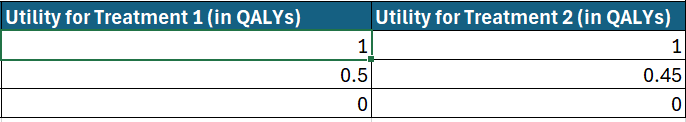 Utility for Treatment 1 (in QALYs) Utility for Treatment 2 (in QALYs)
1 1
0.5 0.45
0 0